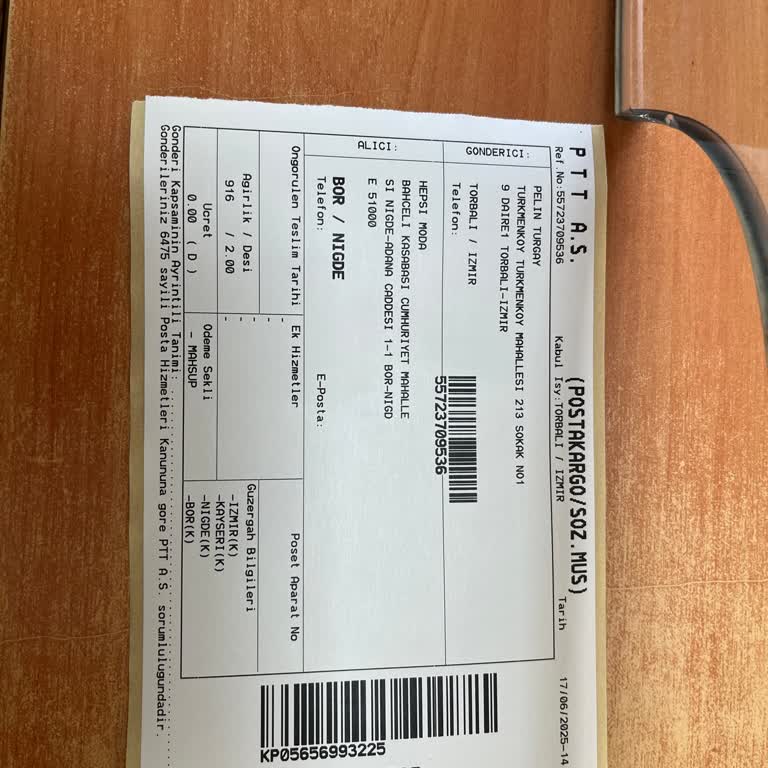 PTT A.S.
(POSTAKARGO/SOZ.MUS)
Ref.No:55723709536
Kabul Isy:TORBALI / IZMIR
Tarih
17/06/2025-14
GONDERICI:
PELIN TURGAY
TURKMENKOY TURKMENKOY MAHALLESI 213 SOKAK NO1
9 DAIRE1 TORBALI-IZMIR
TORBALI / IZMIR
Telefon:
55723709536
ALICI:
HEPSI MODA
BAHCELI KASABASI CUMHURIYET MAHALLE
SI NIGDE-ADANA CADDESI 1-1 BOR-NIGD
E 51000
BOR / NIGDE
Telefon:
E-Posta:
Ongorulen Teslim Tarihi
Ek Hizmetler
Poset Aparat No
-
-
-
-
-
Agirlik / Desi
916 / 2.00
Guzergah Bilgileri
-IZMIR(K)
-KAYSERI(K)
-NIGDE(K)
-BOR(K)
Ucret
0.00 ( D )
Odeme Sekli
- MAHSUP
Gonderi Kapsaminin Ayrintili Tanimi:
Gonderileriniz 6475 sayili Posta Hizmetleri Kanununa gore PTT A.S. sorumlulugundadir.
KP05656993225